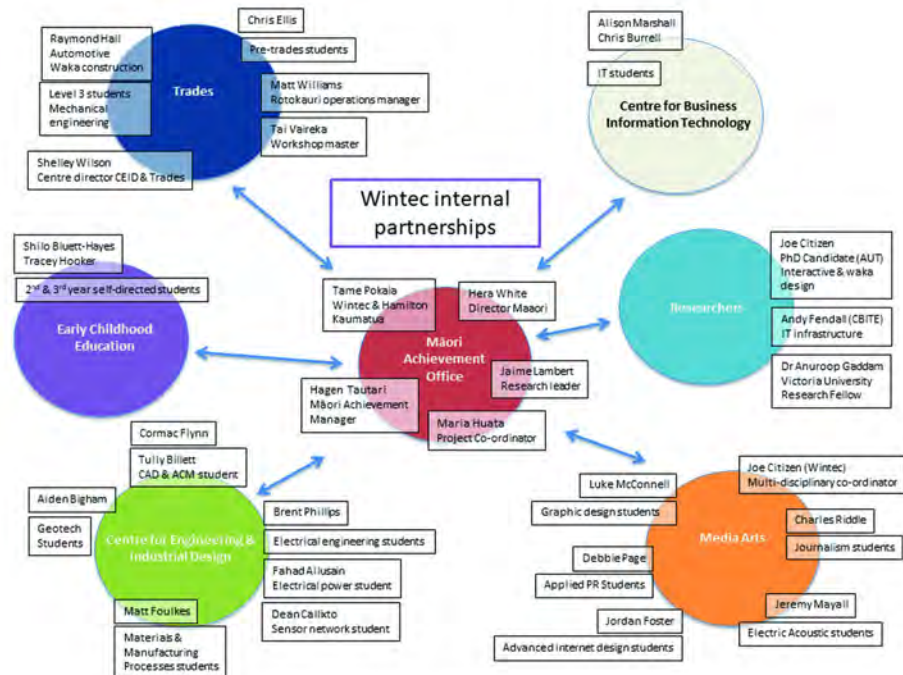 Chris Ellis
Raymond Hall
Automotive
Waka construction
Pre-trades students
Trades
Level 3 students
Mechanical
engineering
Matt Williams
Rotokauri operations manager
Tai Vaireka
Workshop master
Shelley Wilson
Centre director CEID & Trades
Alison Marshall
Chris Burrell
IT students
Centre for Business
Information Technology
Wintec internal
partnerships
Shilo Bluett-Hayes
Tracey Hooker
2nd & 3rd year self-directed students
Early Childhood
Education
Tame Pokaia
Wintec & Hamilton
Kaumatua
Hera White
Director Maaori
Māori
Achievement
Office
Jaime Lambert
Research leader
Hagen Tautari
Māori Achievement
Manager
Maria Huata
Project Co-ordinator
Researchers
Joe Citizen
PhD Candidate (AUT)
Interactive & waka
design
Andy Fendall (CBITE)
IT infrastructure
Dr Anuroop Gaddam
Victoria University
Research Fellow
Cormac Flynn
Tully Billett
CAD & ACM student
Aiden Bigham
Geotech
Students
Centre for Engineering &
Industrial Design
Brent Phillips
Electrical engineering students
Fahad Allusain
Electrical power student
Dean Callixto
Sensor network student
Matt Foulkes
Materials &
Manufacturing
Processes students
Luke McConnell
Graphic design students
Joe Citizen (Wintec)
Multi-disciplinary co-ordinator
Media Arts
Charles Riddle
Journalism students
Debbie Page
Applied PR Students
Jeremy Mayall
Electric Acoustic students
Jordan Foster
Advanced internet design students